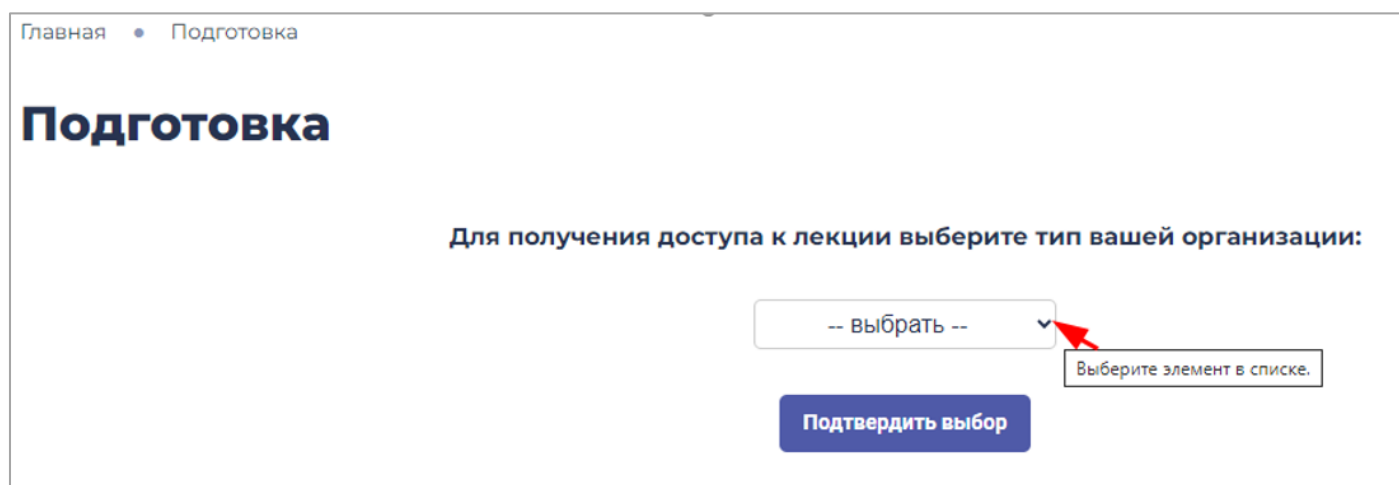 Главная • Подготовка
Подготовка
Для получения доступа к лекции выберите тип вашей организации:
-- выбрать --
Выберите элемент в списке.
Подтвердить выбор